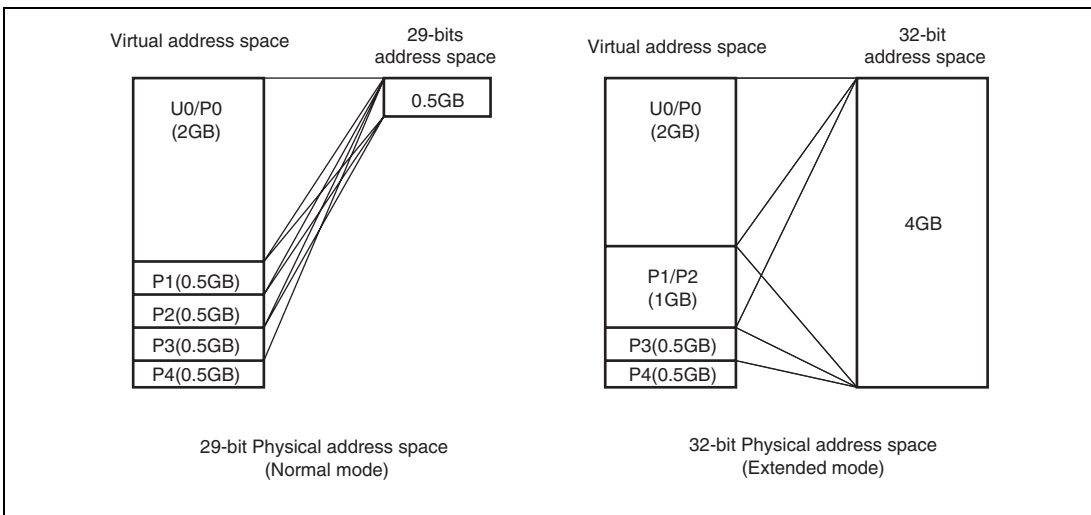 Virtual address space
29-bits
address space
U0/P0
(2GB)
0.5GB
P1(0.5GB)
P2(0.5GB)
P3(0.5GB)
P4(0.5GB)
29-bit Physical address space
(Normal mode)
Virtual address space
32-bit
address space
U0/P0
(2GB)
4GB
P1/P2
(1GB)
P3(0.5GB)
P4(0.5GB)
32-bit Physical address space
(Extended mode)